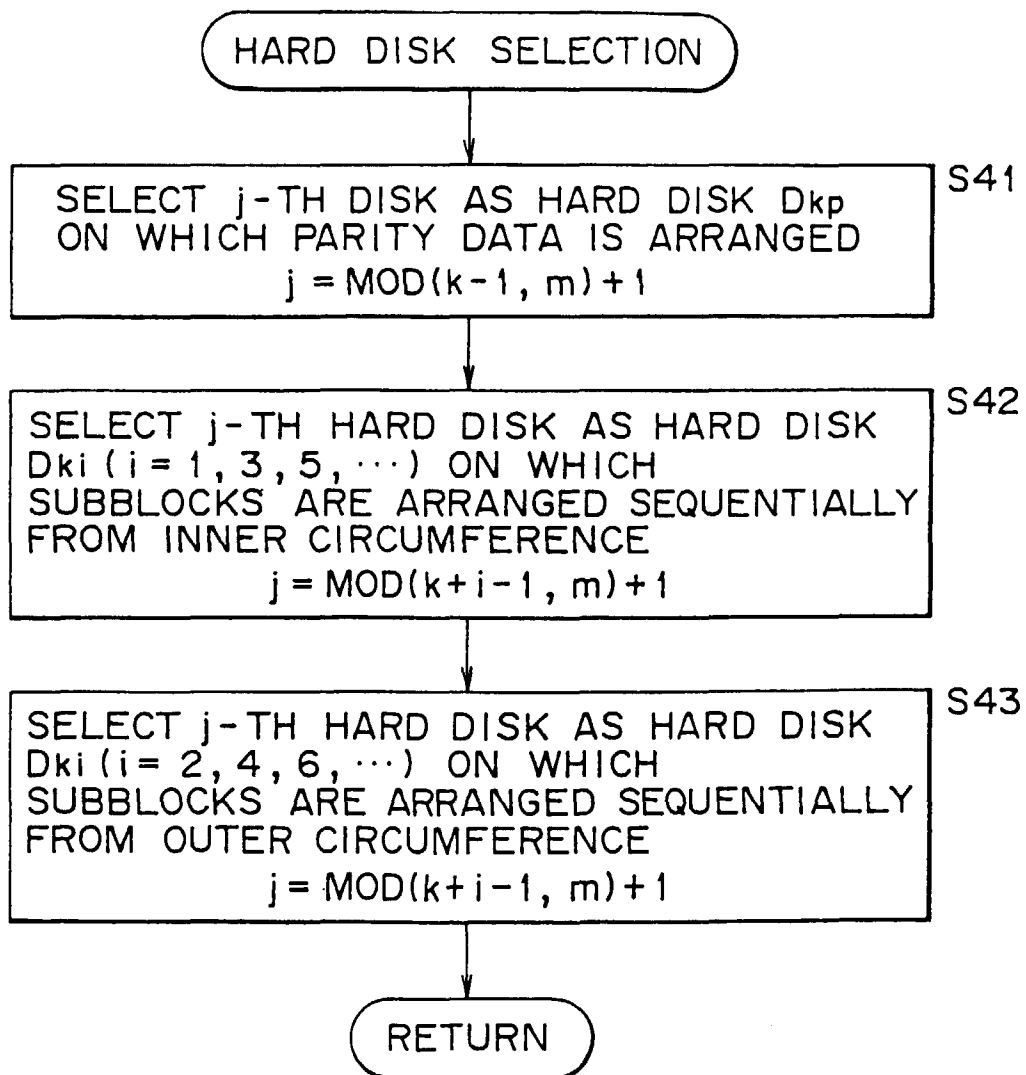 HARD DISK SELECTION
S41
SELECT j-TH DISK AS HARD DISK Dkp
ON WHICH PARITY DATA IS ARRANGED
j = MOD(k-1, m)+1
S42
SELECT j-TH HARD DISK AS HARD DISK
Dki (i = 1, 3, 5, ···) ON WHICH
SUBBLOCKS ARE ARRANGED SEQUENTIALLY
FROM INNER CIRCUMFERENCE
j = MOD(k+i-1, m)+1
S43
SELECT j-TH HARD DISK AS HARD DISK
Dki (i = 2, 4, 6, ···) ON WHICH
SUBBLOCKS ARE ARRANGED SEQUENTIALLY
FROM OUTER CIRCUMFERENCE
j = MOD(k+i-1, m)+1
RETURN